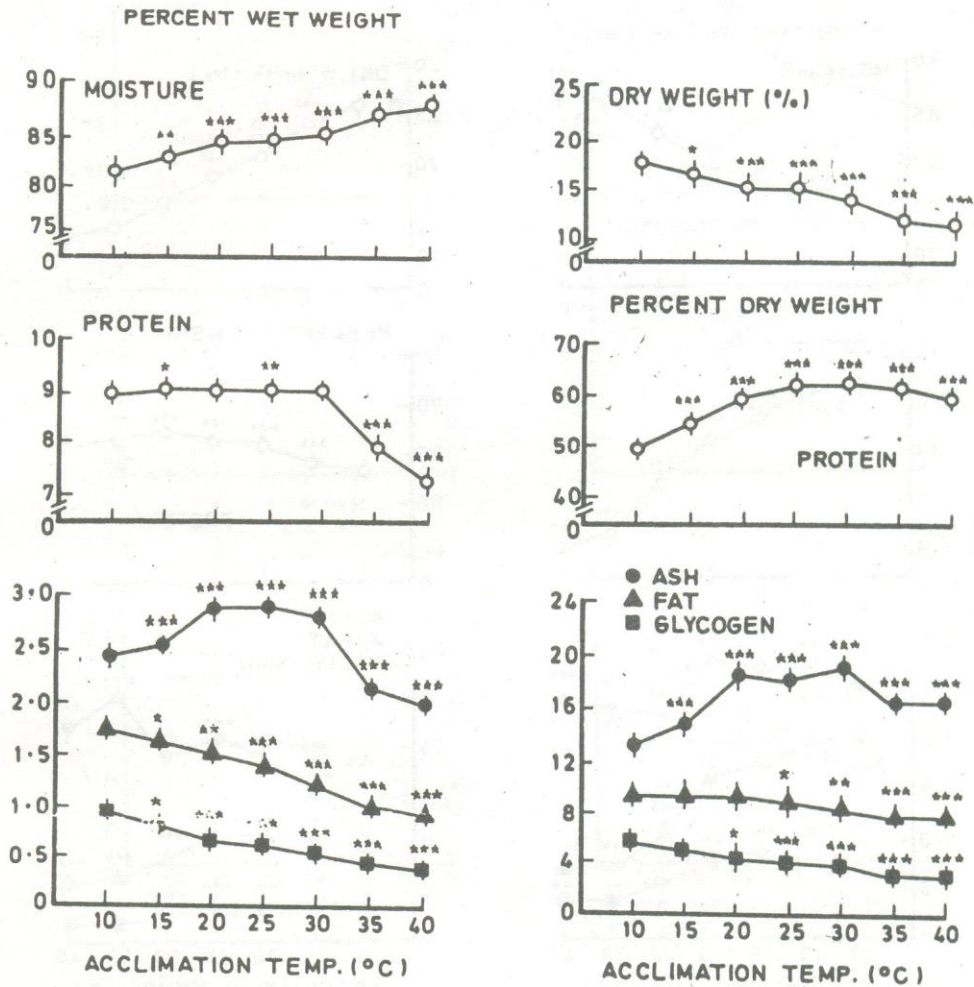 PERCENT WET WEIGHT
MOISTURE
90
85
80
75
0
** *** *** *** *** ***
DRY WEIGHT (%)
25
20
15
10
0
* *** *** *** *** ***
PROTEIN
10
9
8
7
0
* ** *** ***
PERCENT DRY WEIGHT
70
60
50
40
0
*** *** *** *** *** ***
PROTEIN
3.0
2.5
2.0
1.5
1.0
0.5
0
*** *** *** *** *** ***
* ** *** *** *** ***
* *** *** *** *** ***
10 15 20 25 30 35 40
ACCLIMATION TEMP. (°C)
ASH
FAT
GLYCOGEN
24
20
16
12
8
4
0
*** *** *** *** *** ***
* ** *** ***
* *** *** *** ***
10 15 20 25 30 35 40
ACCLIMATION TEMP. (°C)